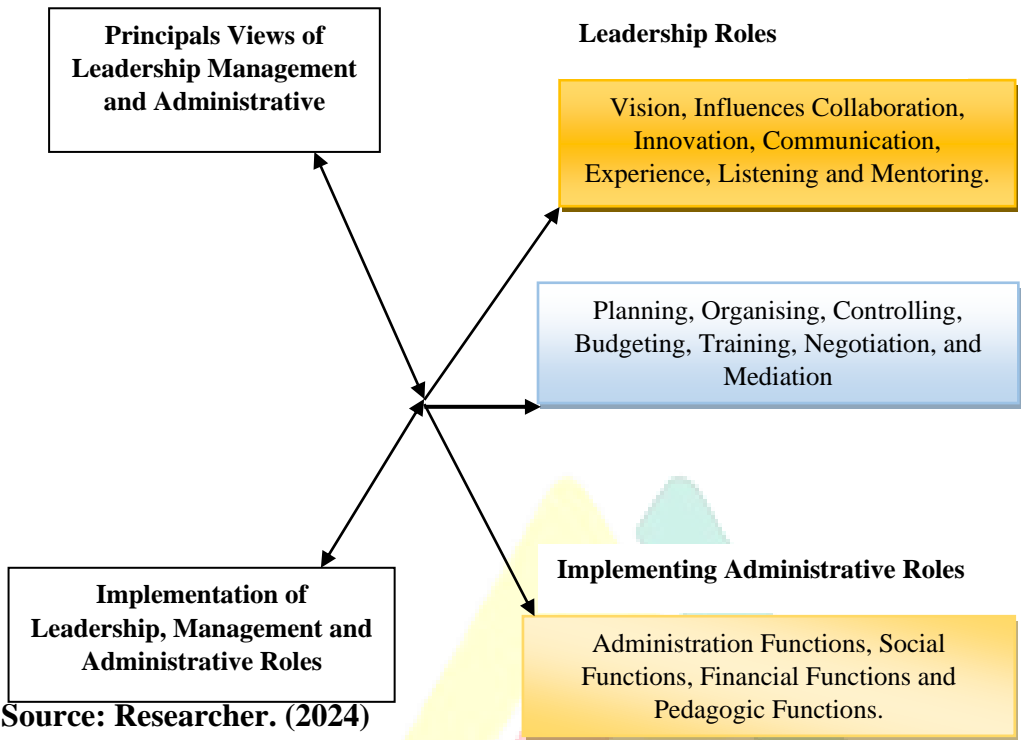 Principals Views of
Leadership Management
and Administrative
Leadership Roles
Vision, Influences Collaboration,
Innovation, Communication,
Experience, Listening and Mentoring.
Planning, Organising, Controlling,
Budgeting, Training, Negotiation, and
Mediation
Implementation of
Leadership, Management and
Administrative Roles
Implementing Administrative Roles
Administration Functions, Social
Functions, Financial Functions and
Pedagogic Functions.
Source: Researcher. (2024)